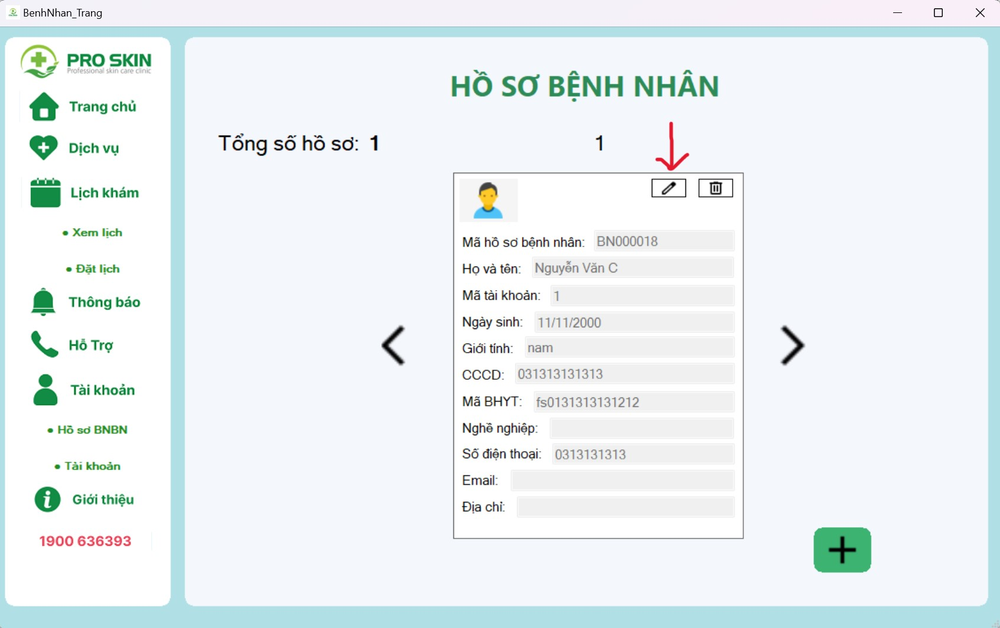 BenhNhan_Trang
PRO SKIN
Professional skin care clinic
Trang chủ
Dịch vụ
Lịch khám
• Xem lịch
• Đặt lịch
Thông báo
Hỗ Trợ
Tài khoản
• Hồ sơ BNBN
• Tài khoản
Giới thiệu
1900 636393
HỒ SƠ BỆNH NHÂN
Tổng số hồ sơ: 1
1
Mã hồ sơ bệnh nhân: BN000018
Họ và tên: Nguyễn Văn C
Mã tài khoản: 1
Ngày sinh: 11/11/2000
Giới tính: nam
CCCD: 031313131313
Mã BHYT: fs0131313131212
Nghề nghiệp:
Số điện thoại: 0313131313
Email:
Địa chỉ: